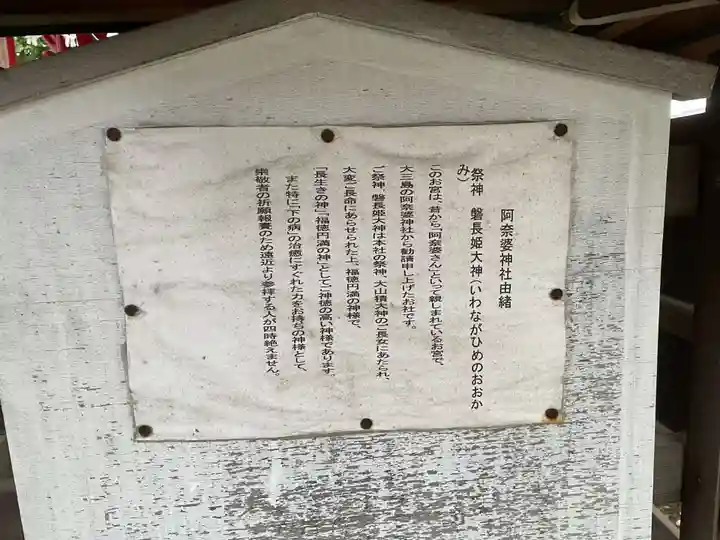 阿奈婆神社由緒
祭神　磐長姫大神（いわながひめのおおか
み）
このお宮は、昔から「阿奈婆さん」といって親しまれているお宮で、
大三島の阿奈婆神社から勧請申し上げたお社です。
ご祭神、磐長姫大神は本社の祭神、大山積大神のご長女にあたられ、
大変ご長命にあらせられた上、福徳円満の神様で、
「長生きの神」「福徳円満の神」としてご神徳の高い神様であります。
また特に「下の病」の治癒にすぐれた力をお持ちの神様として、
崇敬者の祈願報賽のため遠近より参拝する人が四時絶えません。